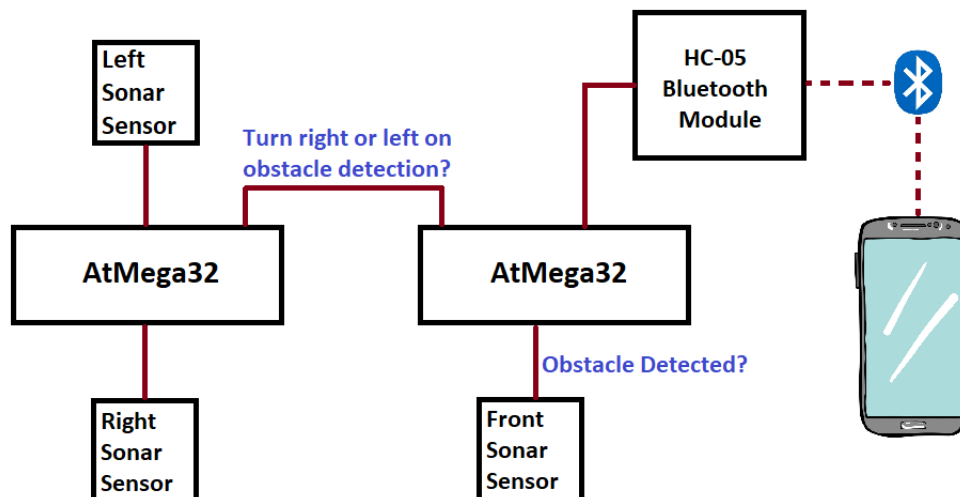 Left
Sonar
Sensor
HC-05
Bluetooth
Module
Turn right or left on
obstacle detection?
AtMega32
AtMega32
Obstacle Detected?
Right
Sonar
Sensor
Front
Sonar
Sensor